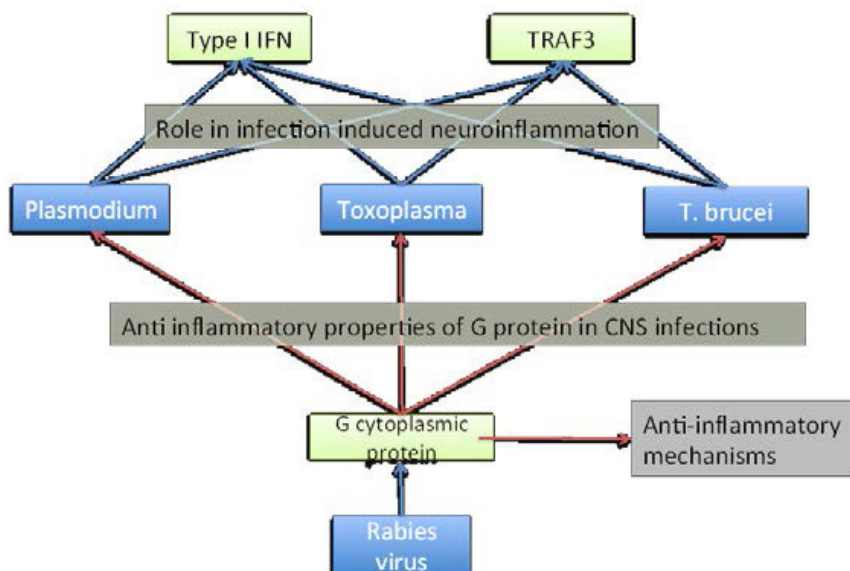 Type I IFN
TRAF3
Role in infection induced neuroinflammation
Plasmodium
Toxoplasma
T. brucei
Anti inflammatory properties of G protein in CNS infections
G cytoplasmic
protein
Anti-inflammatory
mechanisms
Rabies
virus